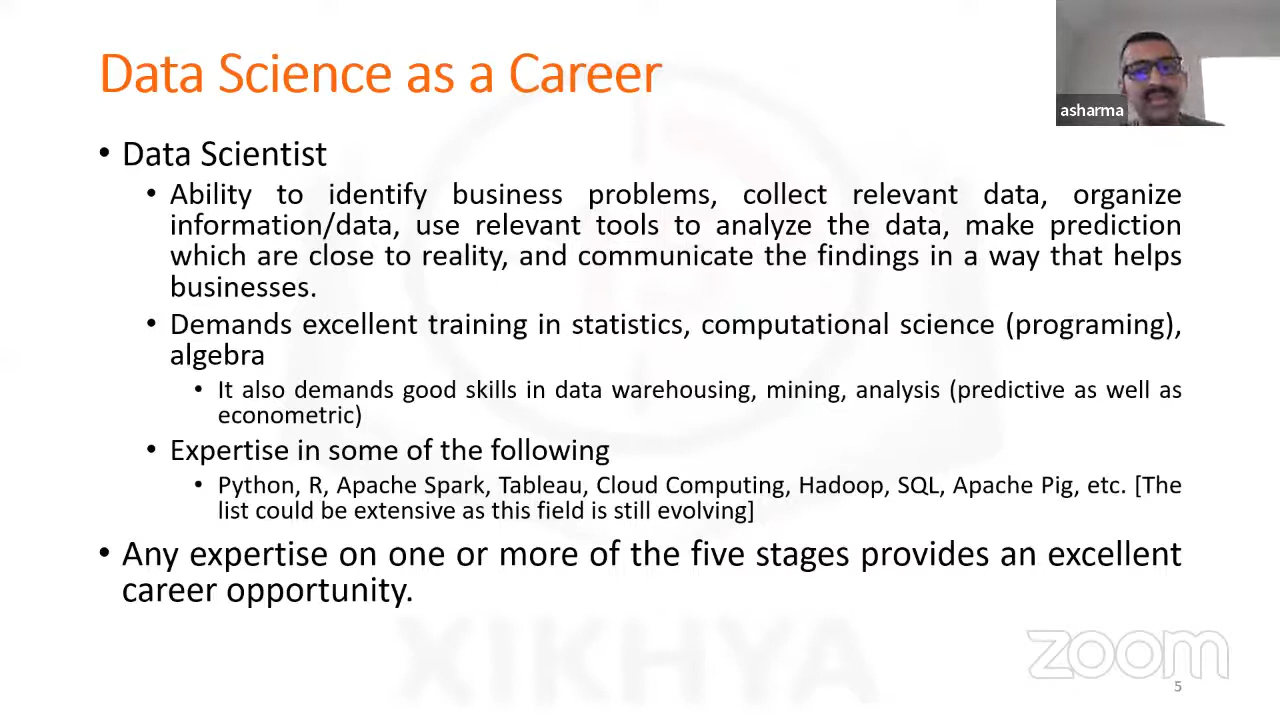 Data Science as a Career
asharma
• Data Scientist
• Ability to identify business problems, collect relevant data, organize
information/data, use relevant tools to analyze the data, make prediction
which are close to reality, and communicate the findings in a way that helps
businesses.
• Demands excellent training in statistics, computational science (programing),
algebra
• It also demands good skills in data warehousing, mining, analysis (predictive as well as
econometric)
• Expertise in some of the following
• Python, R, Apache Spark, Tableau, Cloud Computing, Hadoop, SQL, Apache Pig, etc. [The
list could be extensive as this field is still evolving]
• Any expertise on one or more of the five stages provides an excellent
career opportunity.
XIKHYA
zoom
5